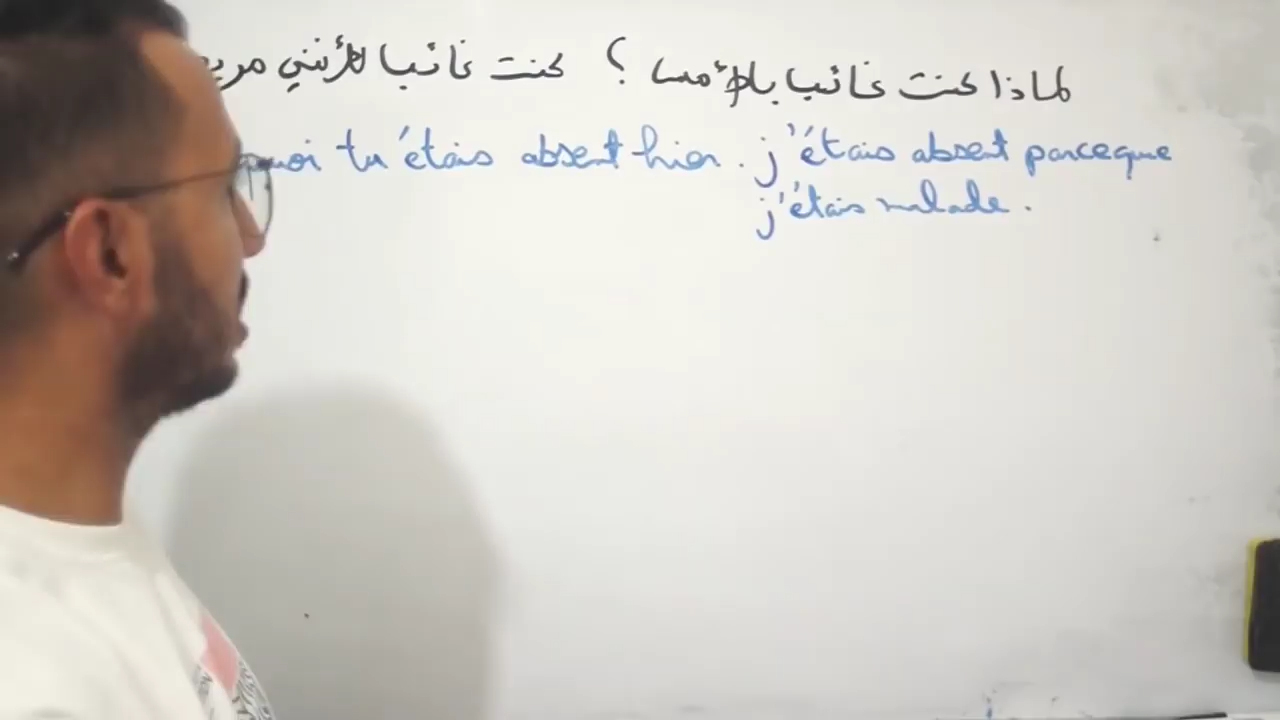 لماذا كنت غائبا بالأمس ؟ كنت غائبا لأنني
tu étais absent hier . j'étais absent parceque
j'étais malade .